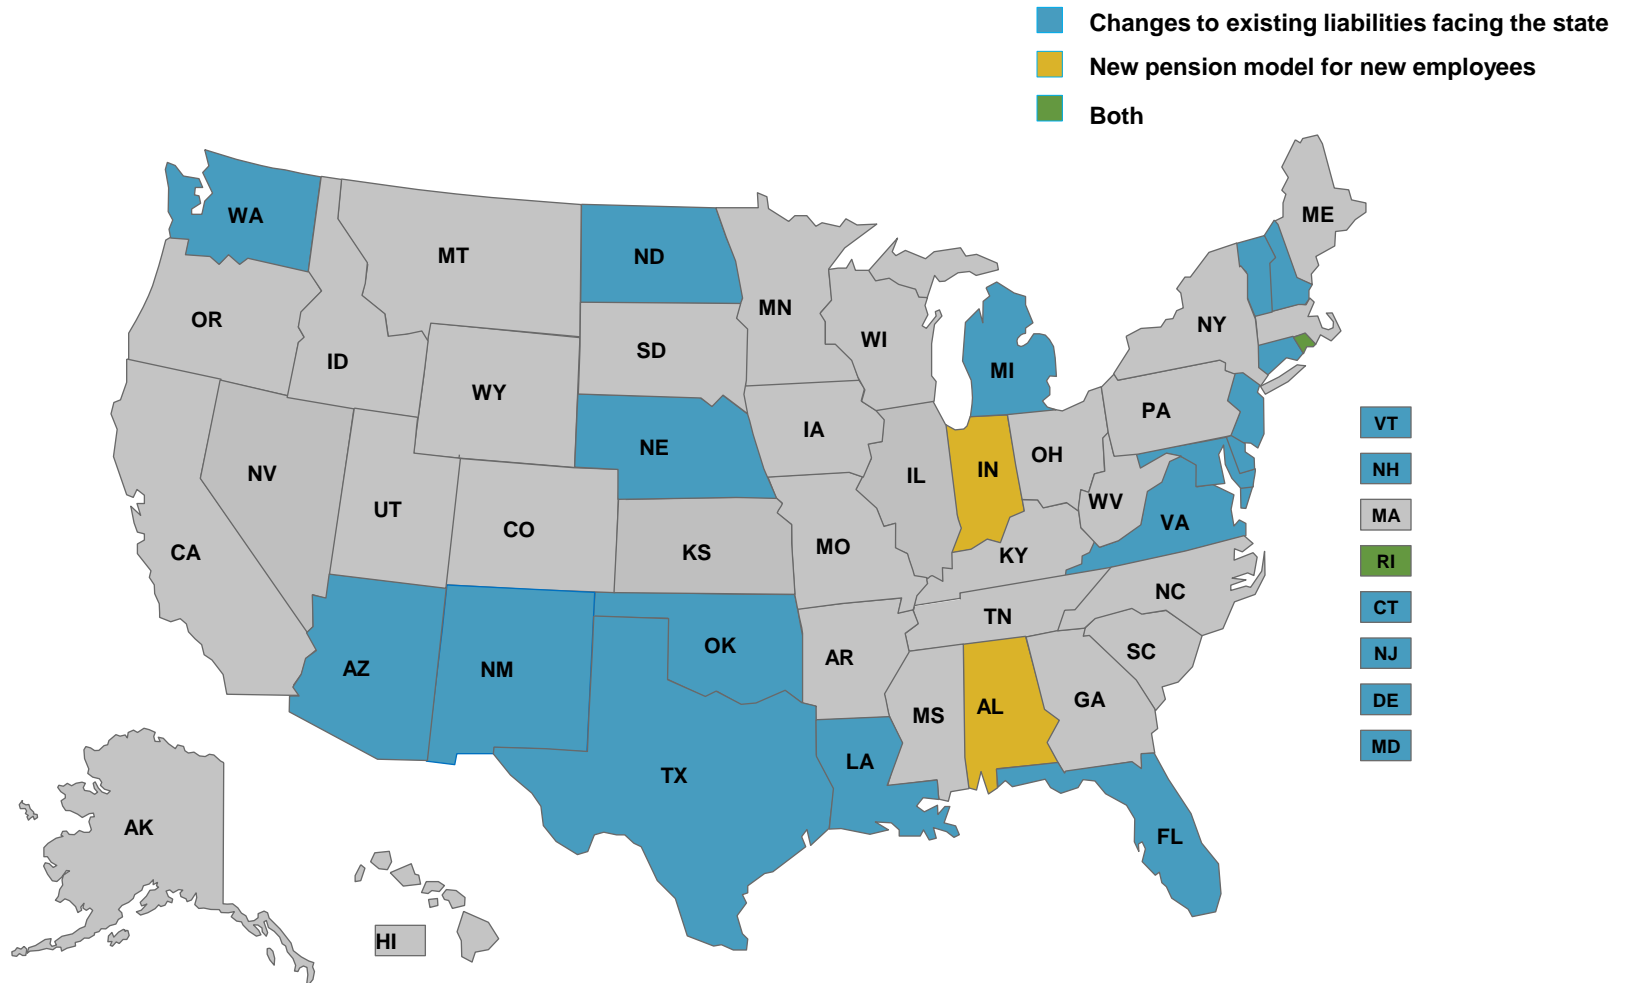 Changes to existing liabilities facing the state
New pension model for new employees
Both
WA
MT
ND
MN
ME
OR
ID
SD
WI
MI
NY
WY
NE
IA
PA
NV
UT
CO
IL
IN
OH
WV
VA
CA
KS
MO
KY
NC
TN
AZ
NM
OK
AR
SC
MS
AL
GA
TX
LA
FL
AK
HI
VT
NH
MA
RI
CT
NJ
DE
MD